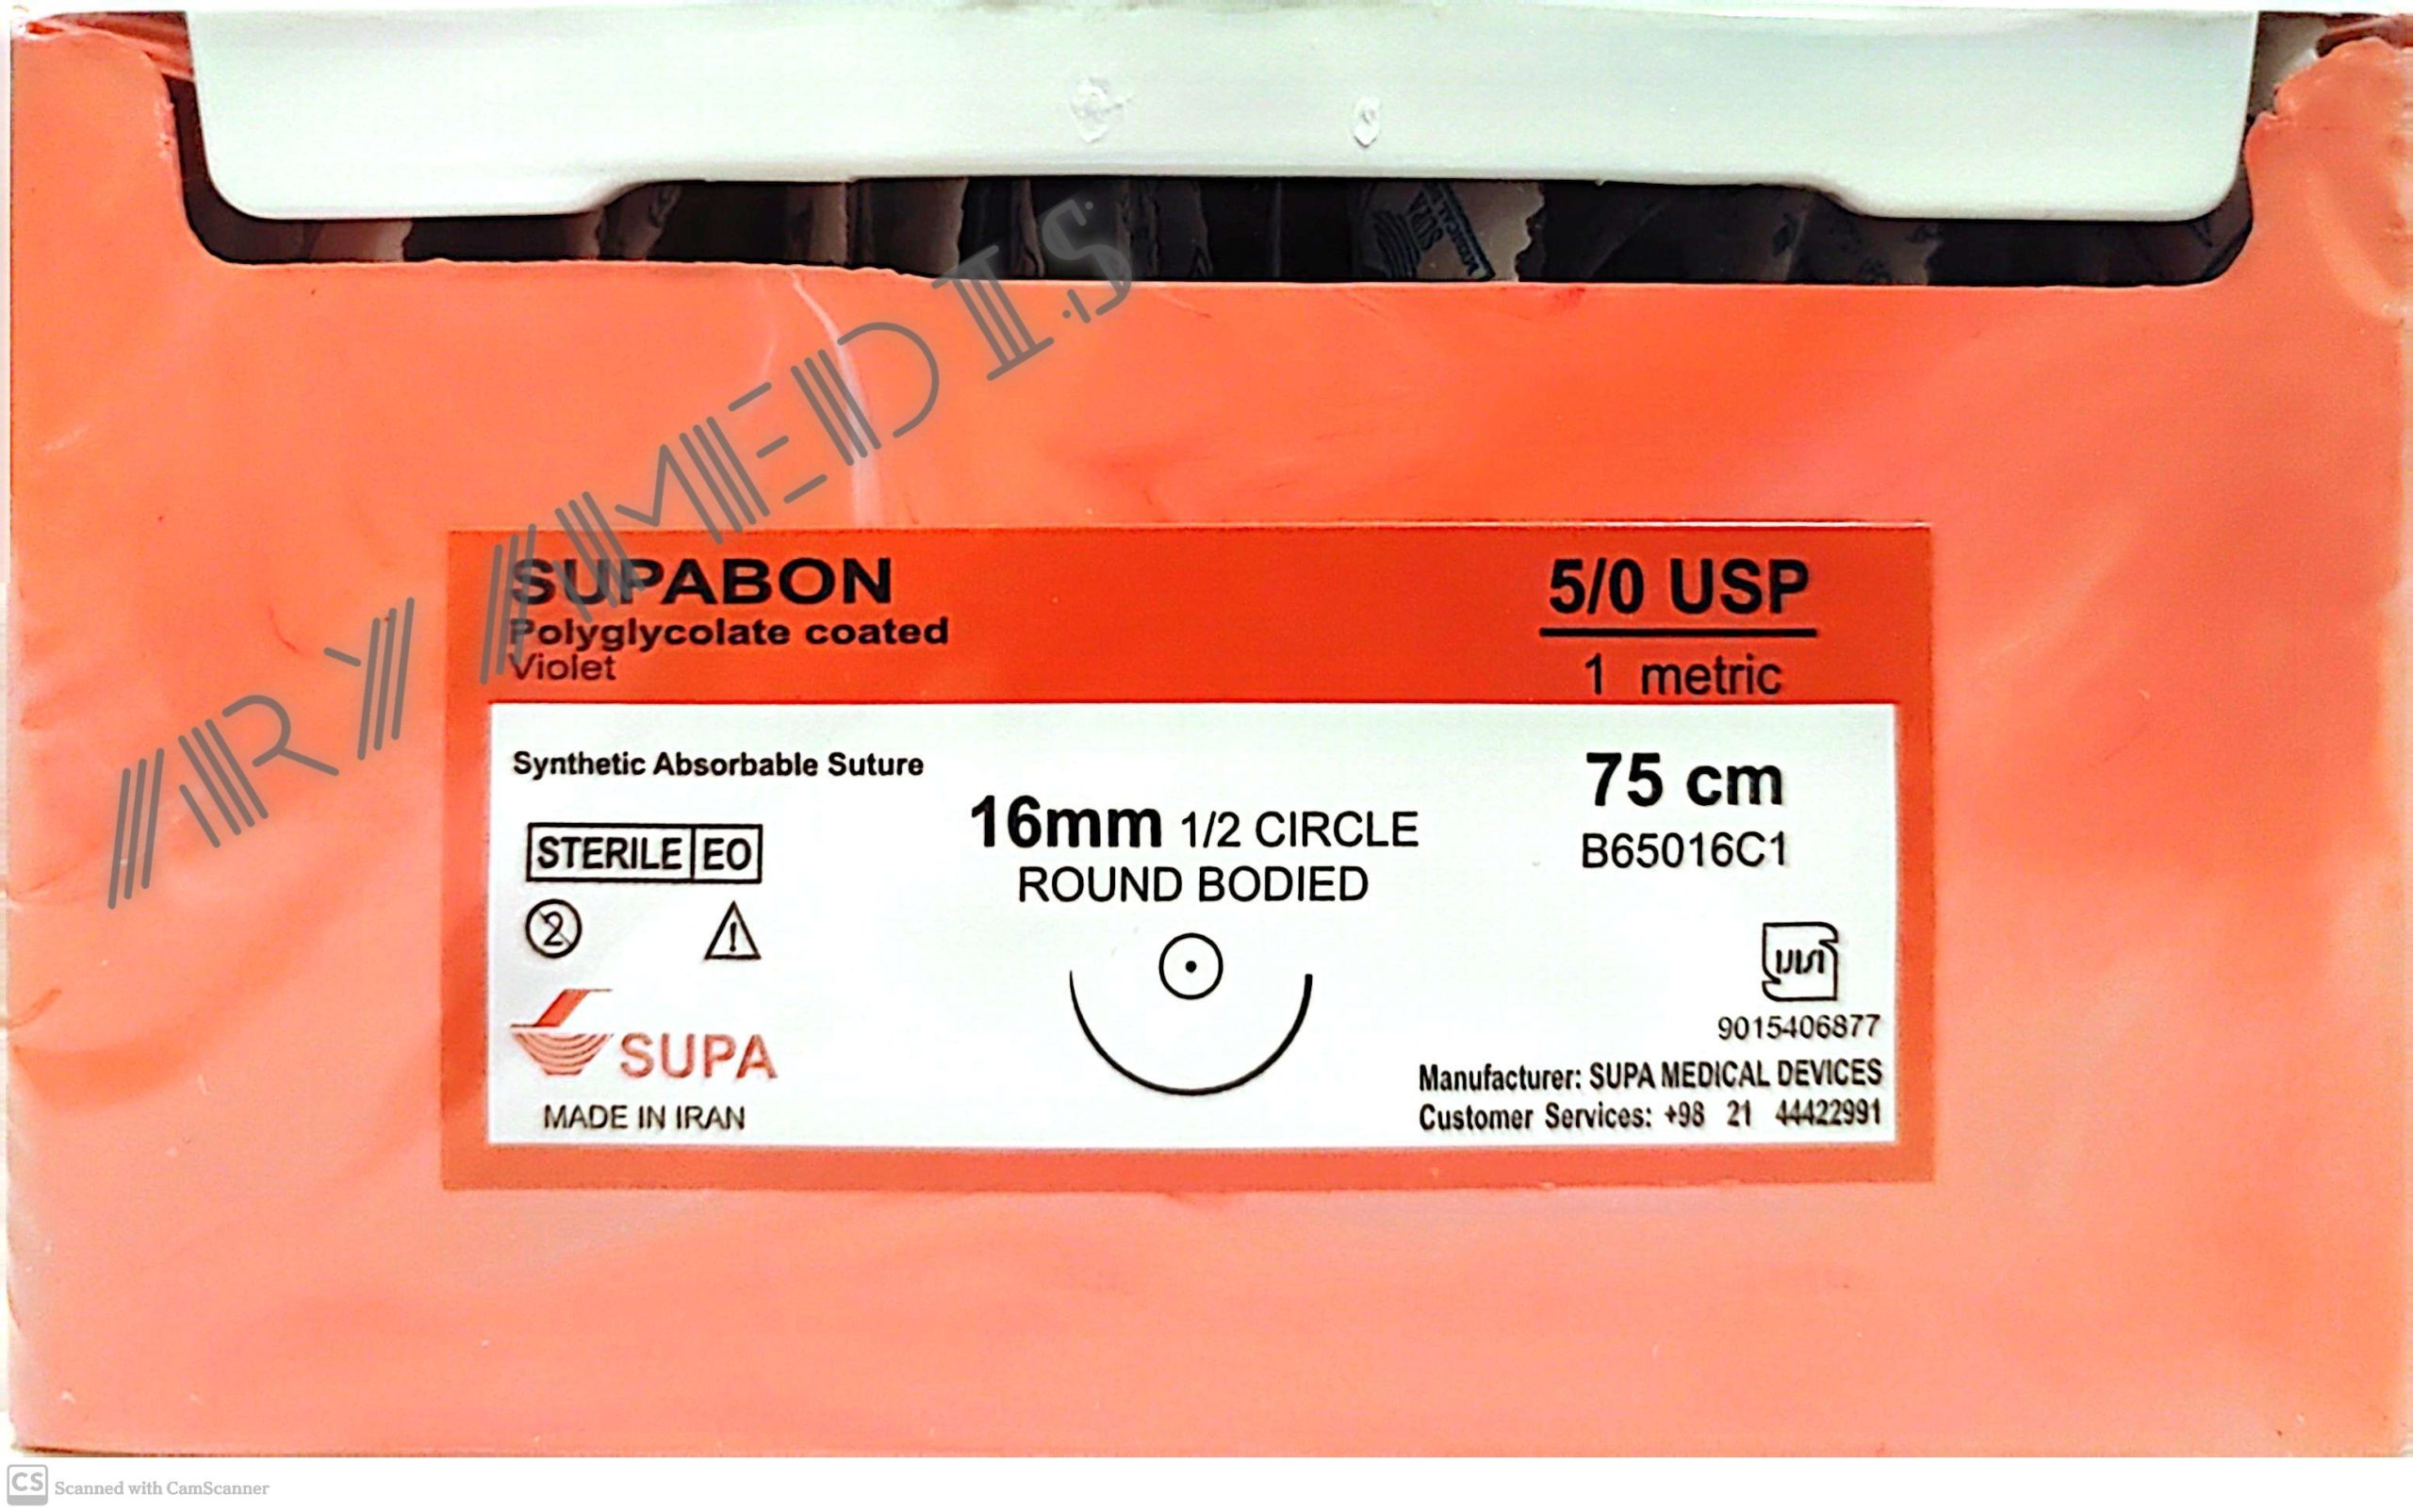 ARYAMEDIS
SUPABON
Polyglycolate coated
Violet
5/0 USP
1 metric
Synthetic Absorbable Suture
STERILE EO
2
16mm 1/2 CIRCLE
ROUND BODIED
75 cm
B65016C1
SUPA
MADE IN IRAN
9015406877
Manufacturer: SUPA MEDICAL DEVICES
Customer Services: +98 21 44422991
CS Scanned with CamScanner